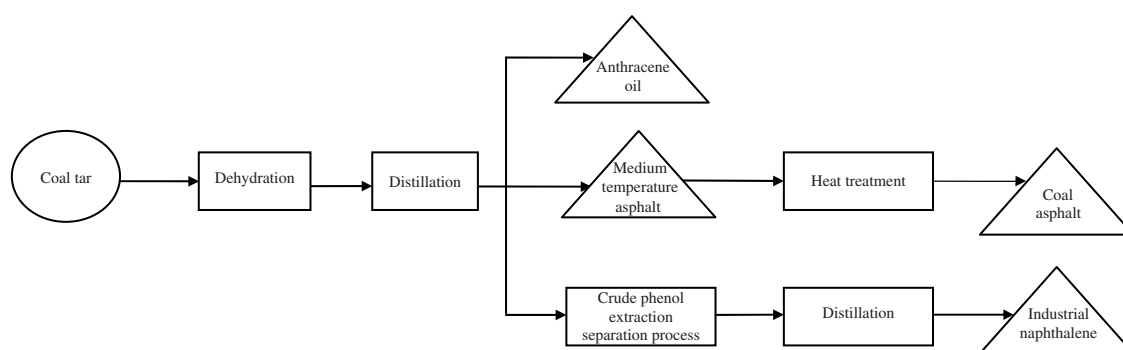 Anthracene
oil
Coal tar
Dehydration
Distillation
Medium
temperature
asphalt
Heat treatment
Coal
asphalt
Crude phenol
extraction
separation process
Distillation
Industrial
naphthalene